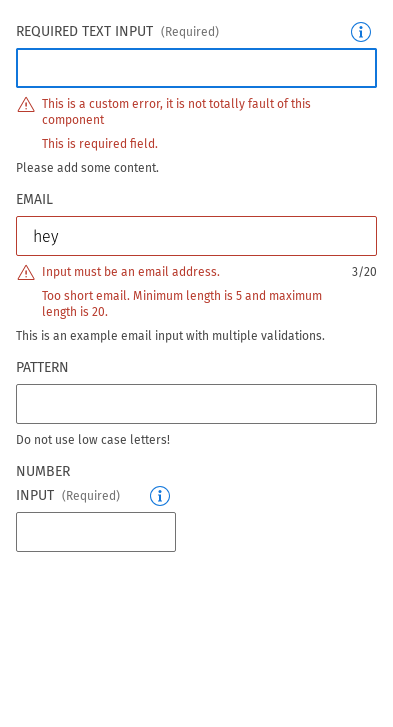 REQUIRED TEXT INPUT (Required)
This is a custom error, it is not totally fault of this
component
This is required field.
Please add some content.
EMAIL
hey
Input must be an email address. 3/20
Too short email. Minimum length is 5 and maximum
length is 20.
This is an example email input with multiple validations.
PATTERN
Do not use low case letters!
NUMBER
INPUT (Required)